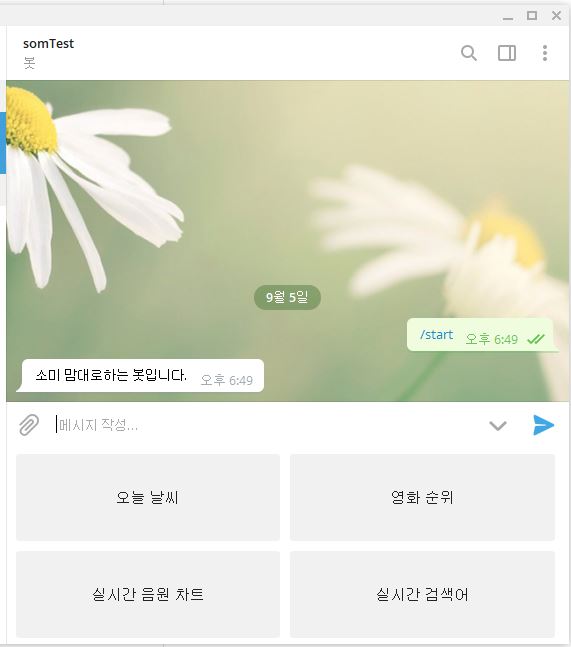 somTest
봇
9월 5일
/start 오후 6:49
소미 맘대로하는 봇입니다. 오후 6:49
메시지 작성...
오늘 날씨
영화 순위
실시간 음원 차트
실시간 검색어